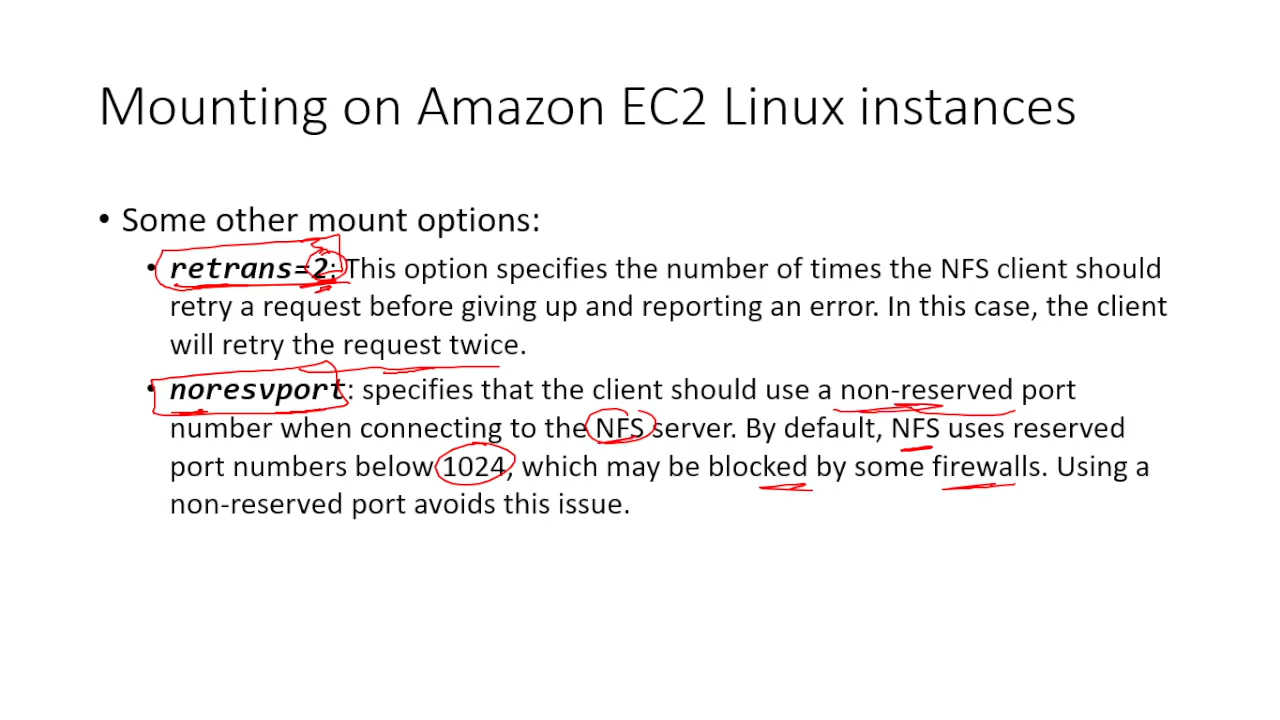 Mounting on Amazon EC2 Linux instances
• Some other mount options:
• retrans=2: This option specifies the number of times the NFS client should
retry a request before giving up and reporting an error. In this case, the client
will retry the request twice.
• noresvport: specifies that the client should use a non-reserved port
number when connecting to the NFS server. By default, NFS uses reserved
port numbers below 1024, which may be blocked by some firewalls. Using a
non-reserved port avoids this issue.